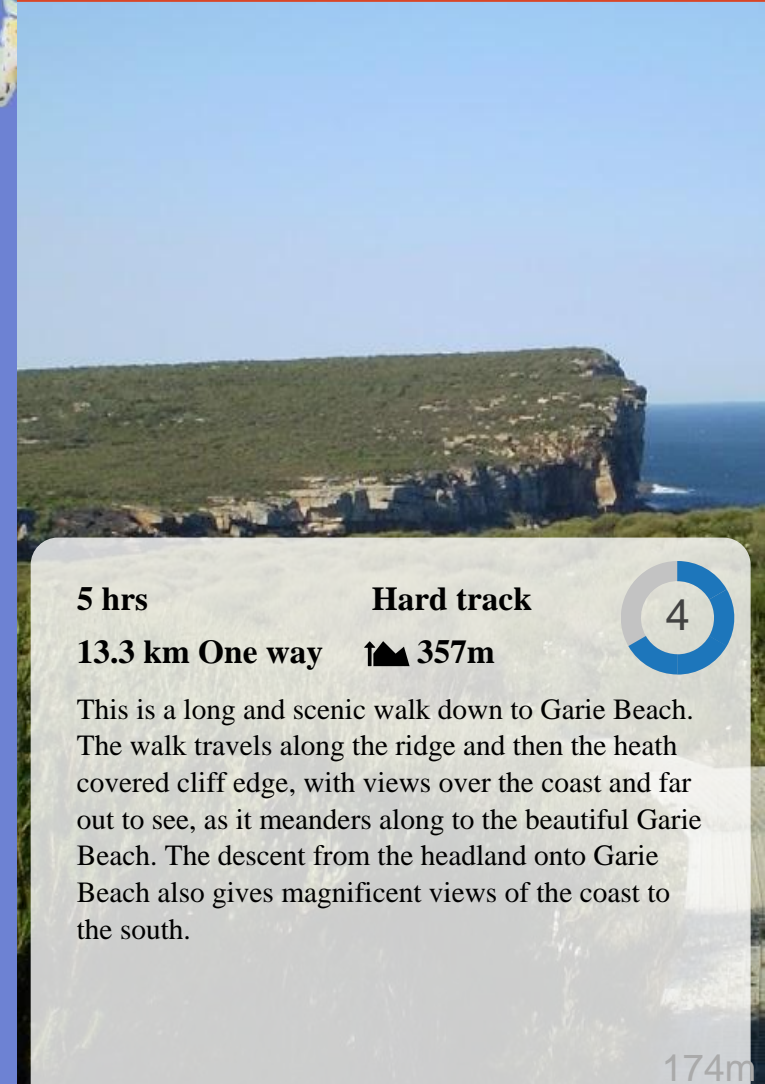 5 hrs
Hard track
4
13.3 km One way
357m
This is a long and scenic walk down to Garie Beach.
The walk travels along the ridge and then the heath
covered cliff edge, with views over the coast and far
out to see, as it meanders along to the beautiful Garie
Beach. The descent from the headland onto Garie
Beach also gives magnificent views of the coast to
the south.
174m